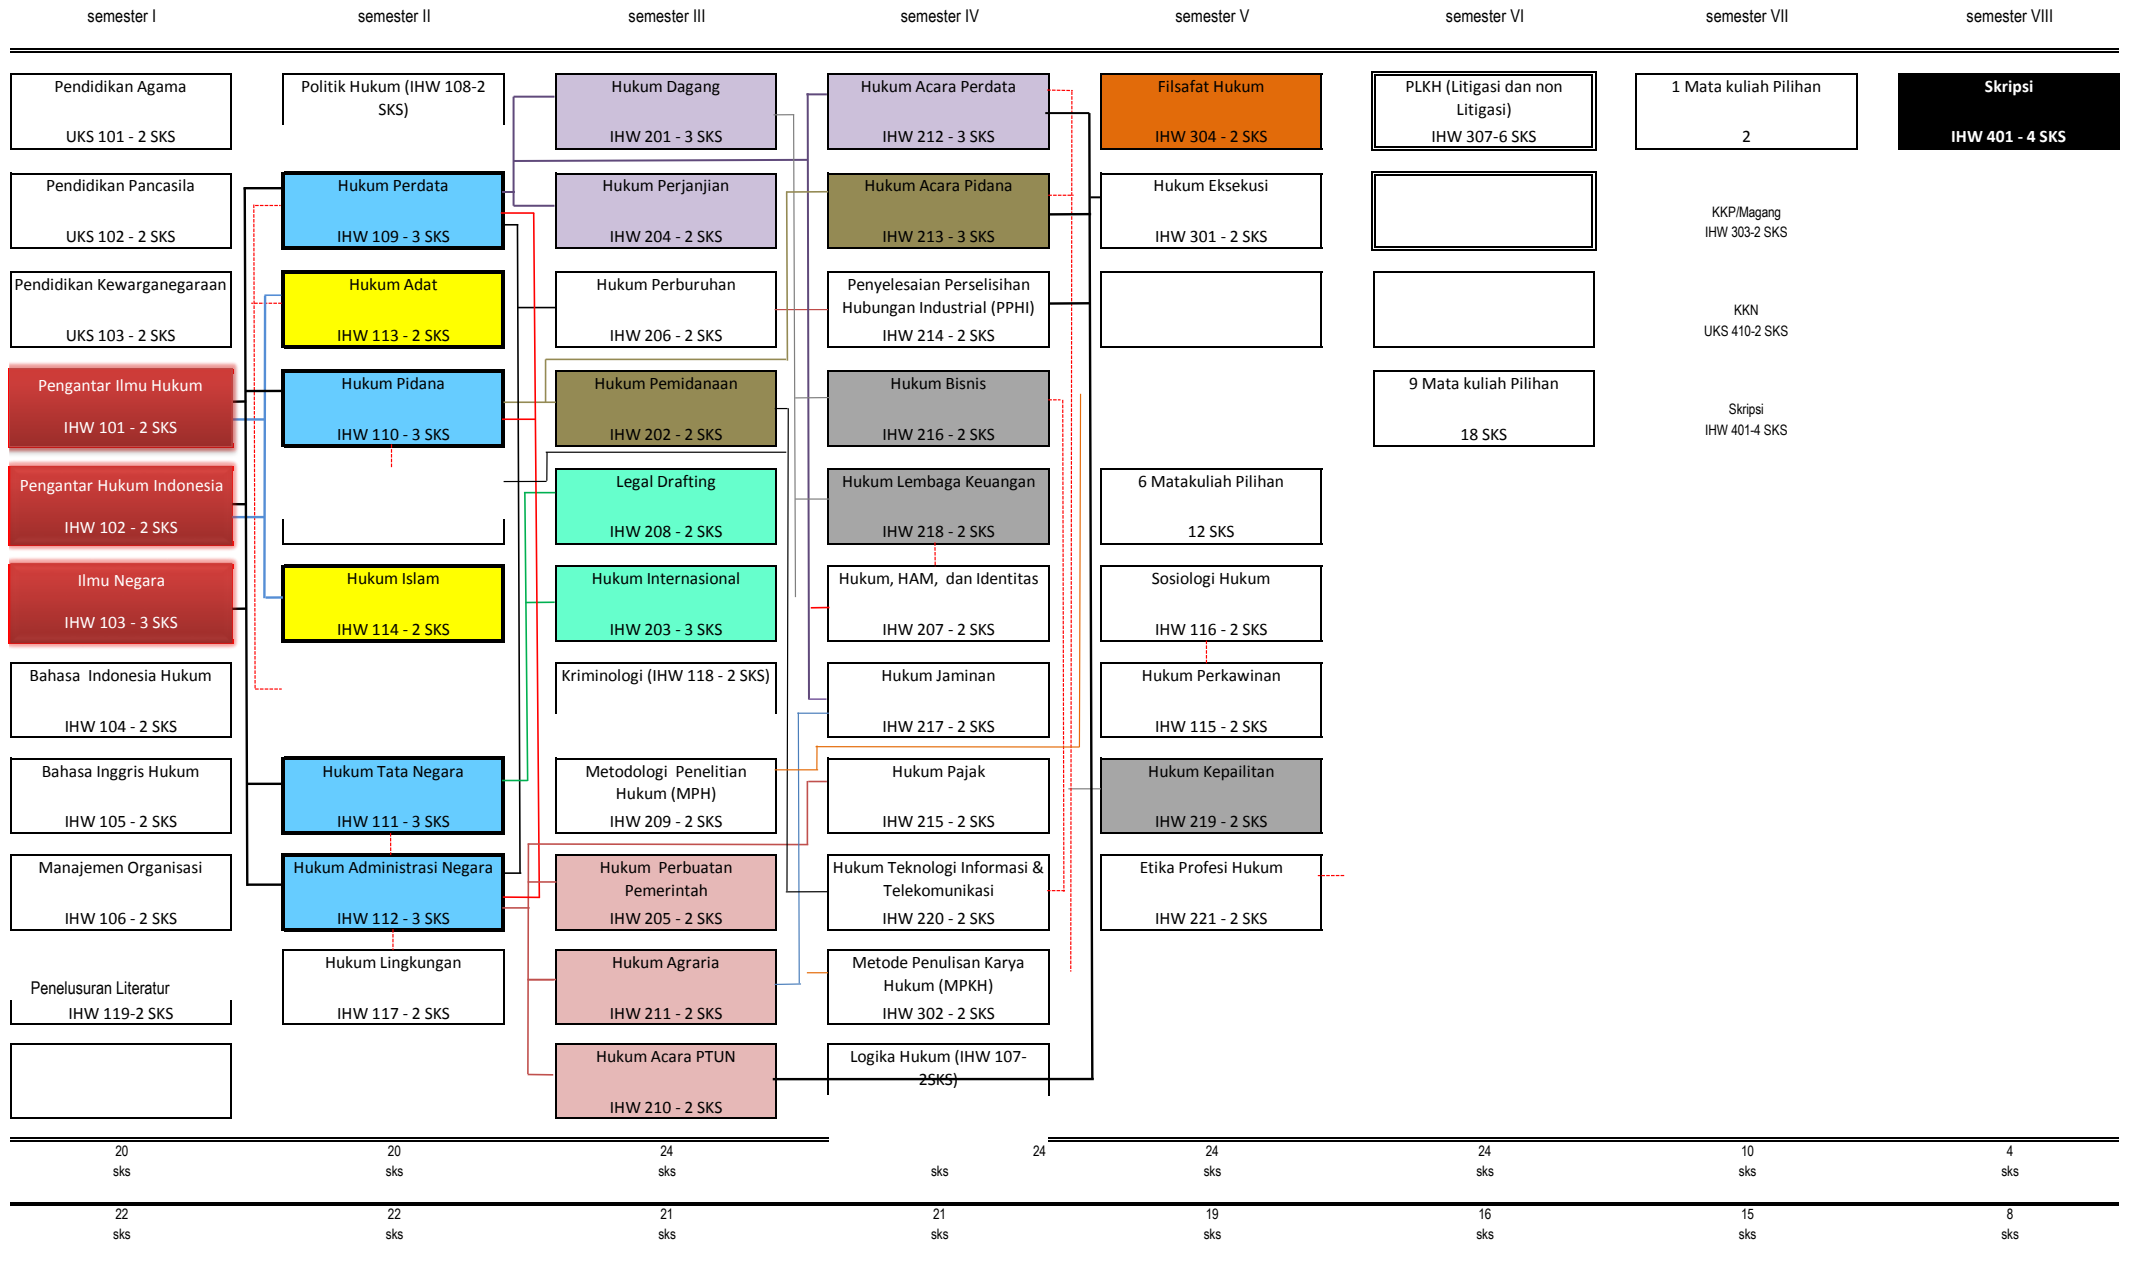 semester I
semester II
semester III
semester IV
semester V
semester VI
semester VII
semester VIII
Pendidikan Agama
UKS 101 - 2 SKS
Pendidikan Pancasila
UKS 102 - 2 SKS
Pendidikan Kewarganegaraan
UKS 103 - 2 SKS
Pengantar Ilmu Hukum
IHW 101 - 2 SKS
Pengantar Hukum Indonesia
IHW 102 - 2 SKS
Ilmu Negara
IHW 103 - 3 SKS
Bahasa Indonesia Hukum
IHW 104 - 2 SKS
Bahasa Inggris Hukum
IHW 105 - 2 SKS
Manajemen Organisasi
IHW 106 - 2 SKS
Penelusuran Literatur
IHW 119-2 SKS
Politik Hukum (IHW 108-2
SKS)
Hukum Perdata
IHW 109 - 3 SKS
Hukum Adat
IHW 113 - 2 SKS
Hukum Pidana
IHW 110 - 3 SKS
Hukum Islam
IHW 114 - 2 SKS
Hukum Tata Negara
IHW 111 - 3 SKS
Hukum Administrasi Negara
IHW 112 - 3 SKS
Hukum Lingkungan
IHW 117 - 2 SKS
Hukum Dagang
IHW 201 - 3 SKS
Hukum Perjanjian
IHW 204 - 2 SKS
Hukum Perburuhan
IHW 206 - 2 SKS
Hukum Pemidanaan
IHW 202 - 2 SKS
Legal Drafting
IHW 208 - 2 SKS
Hukum Internasional
IHW 203 - 3 SKS
Kriminologi (IHW 118 - 2 SKS)
Metodologi Penelitian
Hukum (MPH)
IHW 209 - 2 SKS
Hukum Perbuatan
Pemerintah
IHW 205 - 2 SKS
Hukum Agraria
IHW 211 - 2 SKS
Hukum Acara PTUN
IHW 210 - 2 SKS
Hukum Acara Perdata
IHW 212 - 3 SKS
Hukum Acara Pidana
IHW 213 - 3 SKS
Penyelesaian Perselisihan
Hubungan Industrial (PPHI)
IHW 214 - 2 SKS
Hukum Bisnis
IHW 216 - 2 SKS
Hukum Lembaga Keuangan
IHW 218 - 2 SKS
Hukum, HAM, dan Identitas
IHW 207 - 2 SKS
Hukum Jaminan
IHW 217 - 2 SKS
Hukum Pajak
IHW 215 - 2 SKS
Hukum Teknologi Informasi &
Telekomunikasi
IHW 220 - 2 SKS
Metode Penulisan Karya
Hukum (MPKH)
IHW 302 - 2 SKS
Logika Hukum (IHW 107-
2SKS)
Filsafat Hukum
IHW 304 - 2 SKS
Hukum Eksekusi
IHW 301 - 2 SKS
6 Matakuliah Pilihan
12 SKS
Sosiologi Hukum
IHW 116 - 2 SKS
Hukum Perkawinan
IHW 115 - 2 SKS
Hukum Kepailitan
IHW 219 - 2 SKS
Etika Profesi Hukum
IHW 221 - 2 SKS
PLKH (Litigasi dan non
Litigasi)
IHW 307-6 SKS
9 Mata kuliah Pilihan
18 SKS
1 Mata kuliah Pilihan
2
KKP/Magang
IHW 303-2 SKS
KKN
UKS 410-2 SKS
Skripsi
IHW 401-4 SKS
Skripsi
IHW 401 - 4 SKS
20 20 24 24 24 24 10 4
sks sks sks sks sks sks sks sks
22 22 21 21 19 16 15 8
sks sks sks sks sks sks sks sks